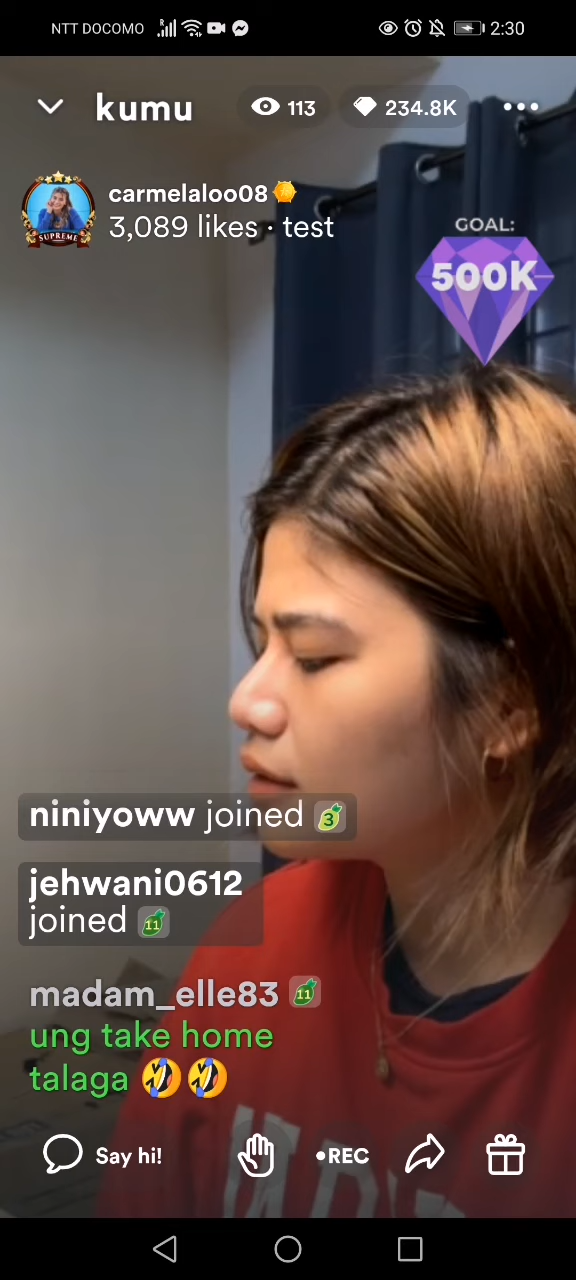 NTT DOCOMO 2:30
kumu 113 234.8K
carmelaloo08
3,089 likes · test
SUPREME
GOAL:
500K
niniyoww joined 3
jehwani0612
joined 11
madam_elle83 11
ung take home
talaga 🤣🤣
Say hi! •REC